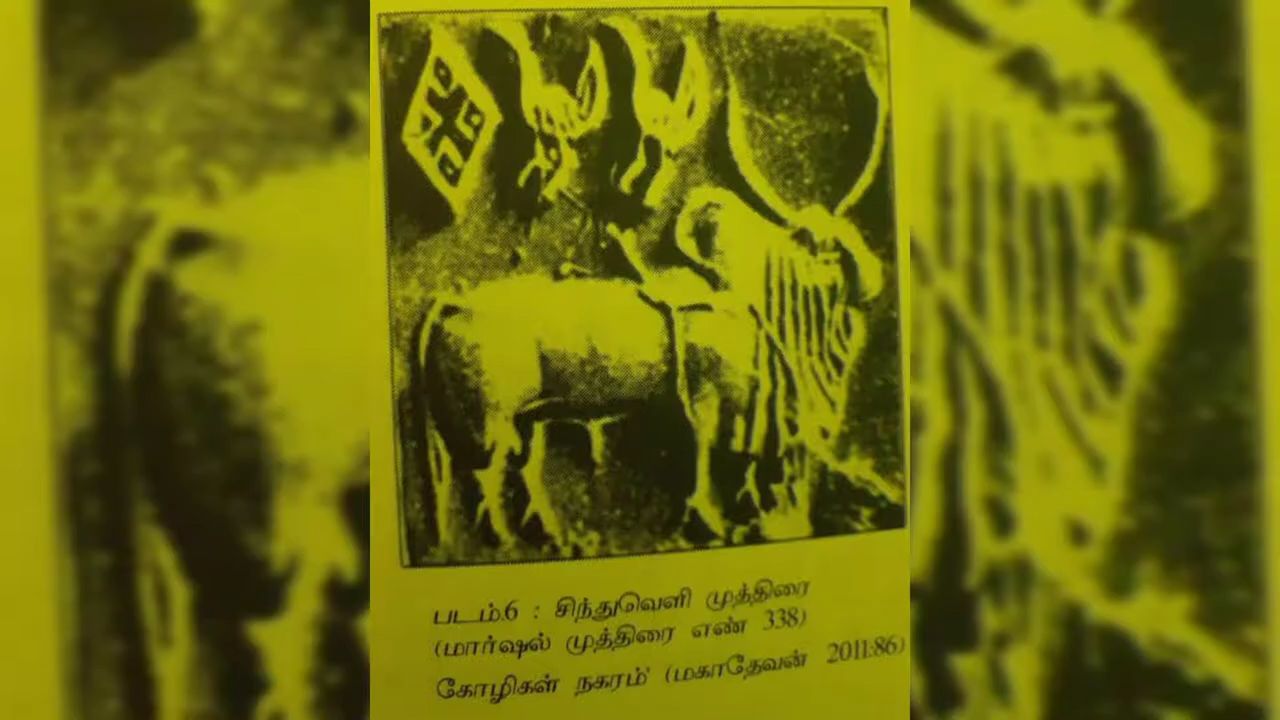 படம்.6 : சிந்துவெளி முத்திரை
(மார்ஷல் முத்திரை எண் 338)
கோழிகள் நகரம்' (மகாதேவன் 2011:86)